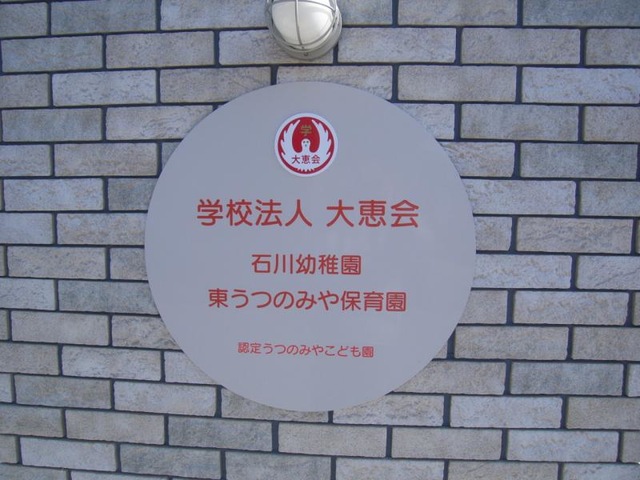 学
大恵会
学校法人 大恵会
石川幼稚園
東うつのみや保育園
認定うつのみやこども園